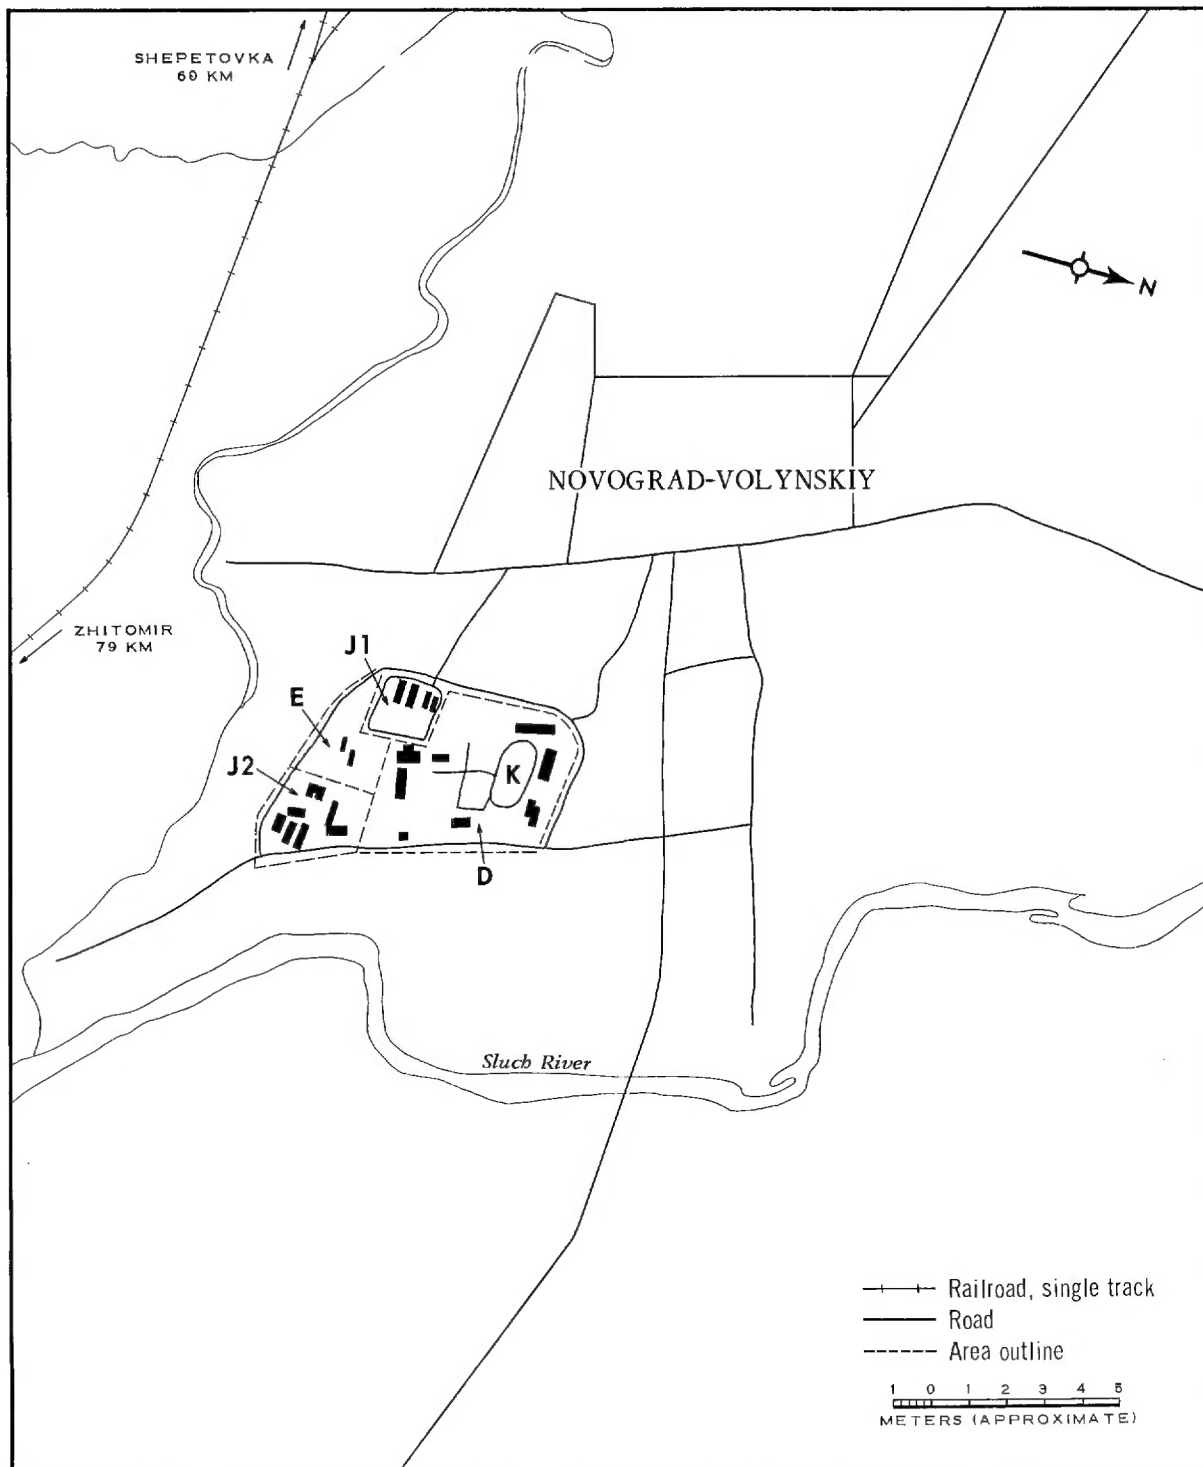 SHEPETOVKA
60 KM
N
NOVOGRAD-VOLYNSKIY
ZHITOMIR
79 KM
J1
E
J2
K
D
Sluch River
Railroad, single track
Road
Area outline
1 0 1 2 3 4 5
METERS (APPROXIMATE)